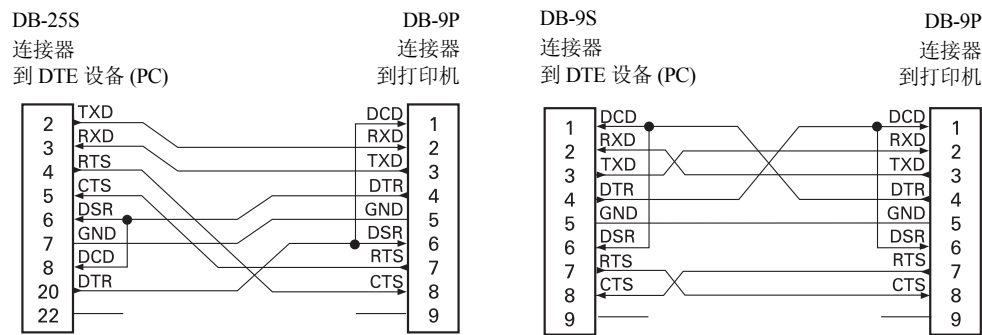 DB-25S
连接器
到 DTE 设备 (PC)
DB-9P
连接器
到打印机
2 TXD DCD 1
3 RXD RXD 2
4 RTS TXD 3
5 CTS DTR 4
6 DSR GND 5
7 GND DSR 6
8 DCD RTS 7
20 DTR CTS 8
22 9
DB-9S
连接器
到 DTE 设备 (PC)
DB-9P
连接器
到打印机
1 DCD DCD 1
2 RXD RXD 2
3 TXD TXD 3
4 DTR DTR 4
5 GND GND 5
6 DSR DSR 6
7 RTS RTS 7
8 CTS CTS 8
9 9